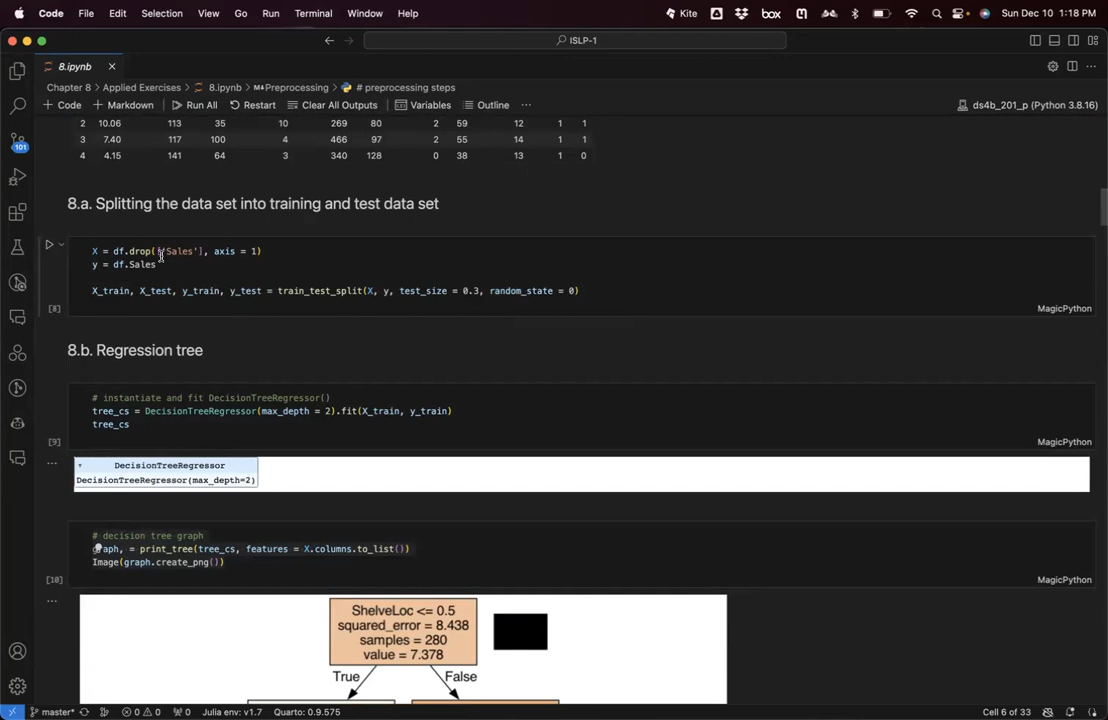 Code File Edit Selection View Go Run Terminal Window Help Kite box Sun Dec 10 1:18 PM
ISLP-1
8.ipynb
Chapter 8 > Applied Exercises > 8.ipynb > Preprocessing > # preprocessing steps
+ Code + Markdown Run All Restart Clear All Outputs Variables Outline ... ds4b_201_p (Python 3.8.16)
2 10.06 113 35 10 269 80 2 59 12 1 1
3 7.40 117 100 4 466 97 2 55 14 1 1
4 4.15 141 64 3 340 128 0 38 13 1 0
101
8.a. Splitting the data set into training and test data set
X = df.drop(['Sales'], axis = 1)
y = df.Sales
X_train, X_test, y_train, y_test = train_test_split(X, y, test_size = 0.3, random_state = 0)
[8] MagicPython
8.b. Regression tree
# instantiate and fit DecisionTreeRegressor()
tree_cs = DecisionTreeRegressor(max_depth = 2).fit(X_train, y_train)
tree_cs
[9] MagicPython
...
DecisionTreeRegressor
DecisionTreeRegressor(max_depth=2)
# decision tree graph
graph, = print_tree(tree_cs, features = X.columns.to_list())
Image(graph.create_png())
[10] MagicPython
...
ShelveLoc <= 0.5
squared_error = 8.438
samples = 280
value = 7.378
True False
master* 0 0 0 Julia env: v1.7 Quarto: 0.9.575 Cell 6 of 33